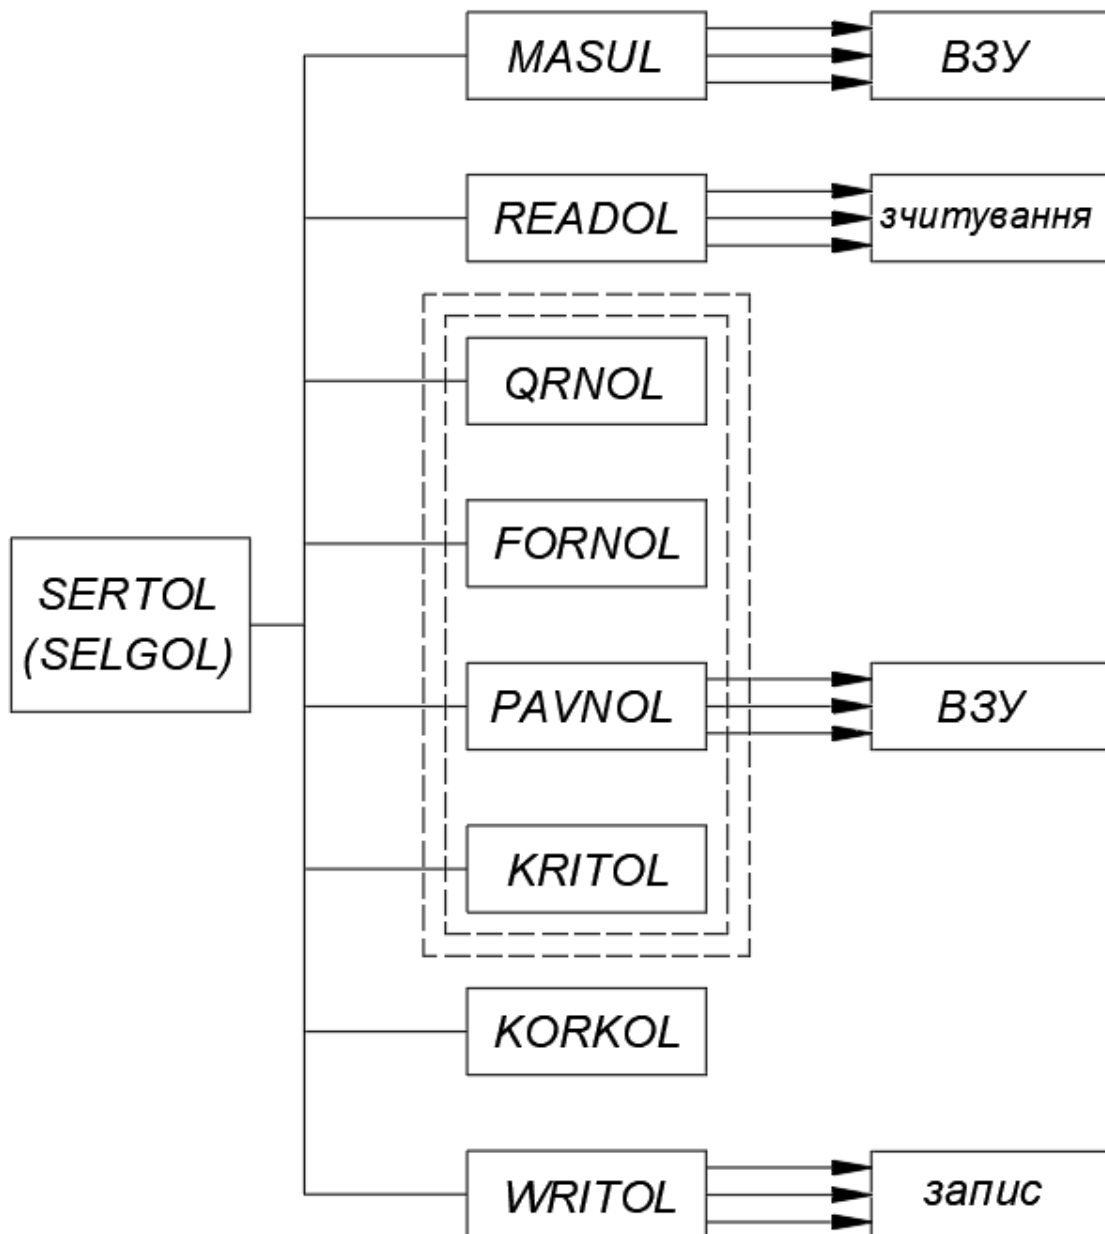 MASUL
ВЗУ
READOL
зчитування
QRNOL
FORNOL
SERTOL
(SELGOL)
PAVNOL
ВЗУ
KRITOL
KORKOL
WRITOL
запис